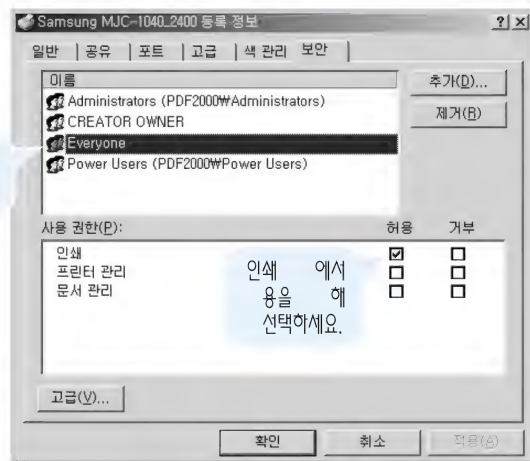 Samsung MJC-1040_2400 등록 정보
일반 공유 포트 고급 색 관리 보안
이름
Administrators (PDF2000₩Administrators)
CREATOR OWNER
Everyone
Power Users (PDF2000₩Power Users)
추가(D)...
제거(R)
사용 권한(P): 허용 거부
인쇄
프린터 관리
문서 관리
인쇄 에서
용을 해
선택하세요.
고급(V)...
확인 취소 적용(A)